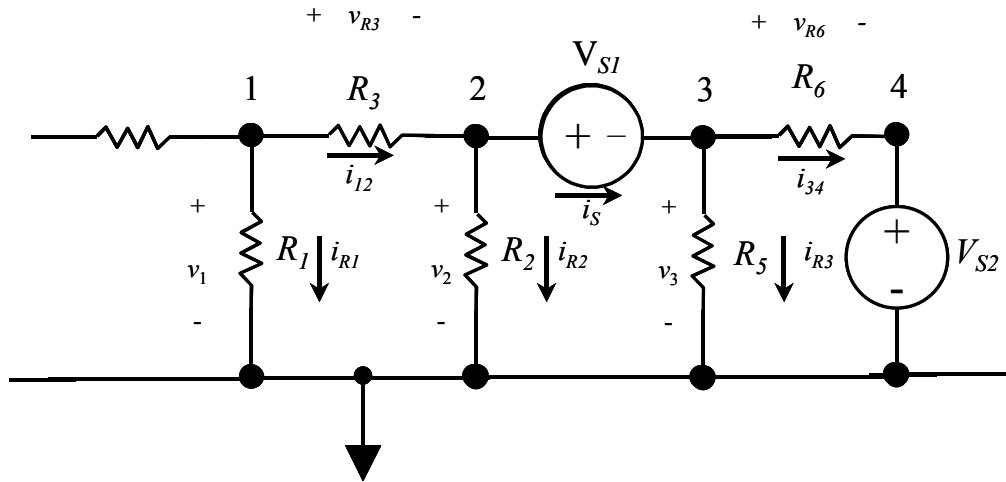 + v_R3 - + v_R6 -
V_S1
1 R_3 2 3 R_6 4
+ −
i_12 i_S i_34
+ + +
v_1 R_1 i_R1 v_2 R_2 i_R2 v_3 R_5 i_R3 + V_S2
- - - -